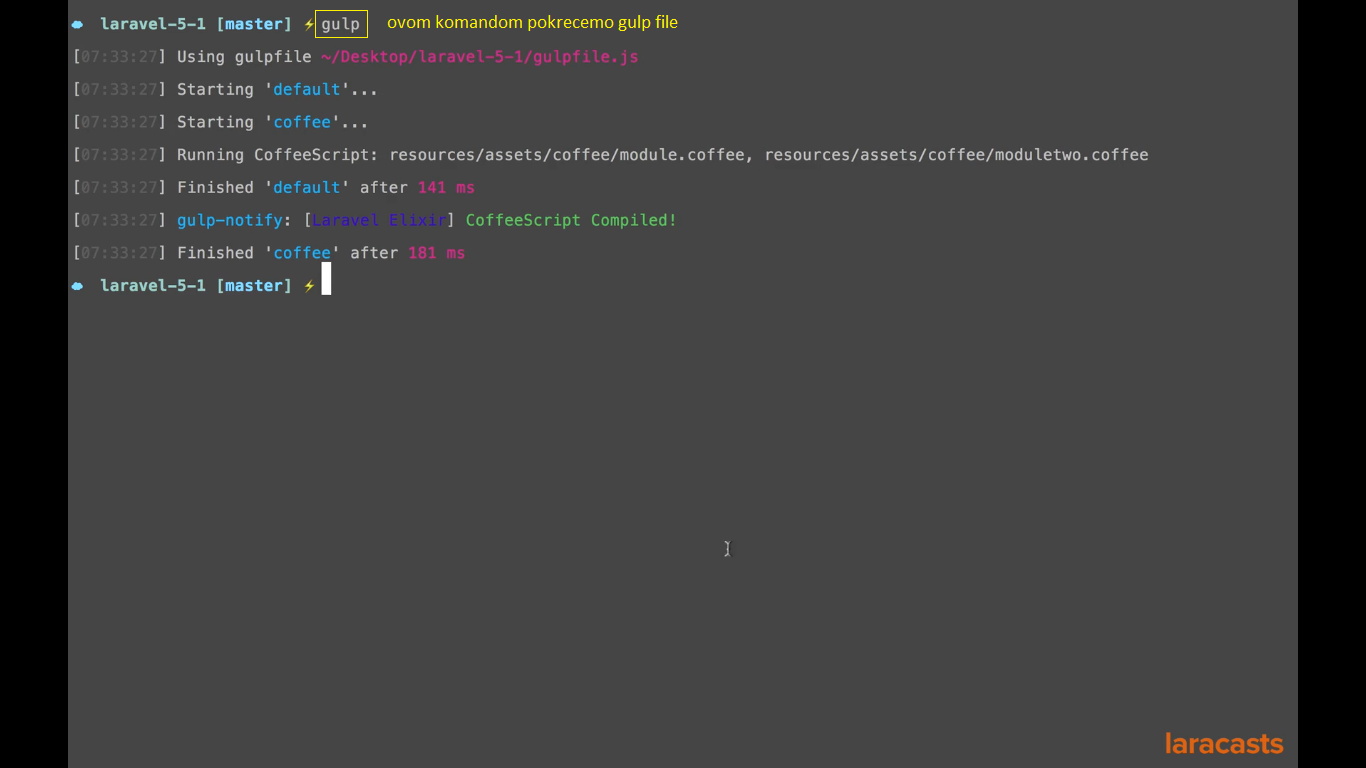 laravel-5-1 [master] ⚡gulp ovom komandom pokrecemo gulp file
[07:33:27] Using gulpfile ~/Desktop/laravel-5-1/gulpfile.js
[07:33:27] Starting 'default'...
[07:33:27] Starting 'coffee'...
[07:33:27] Running CoffeeScript: resources/assets/coffee/module.coffee, resources/assets/coffee/moduletwo.coffee
[07:33:27] Finished 'default' after 141 ms
[07:33:27] gulp-notify: [Laravel Elixir] CoffeeScript Compiled!
[07:33:27] Finished 'coffee' after 181 ms
laravel-5-1 [master] ⚡
laracasts